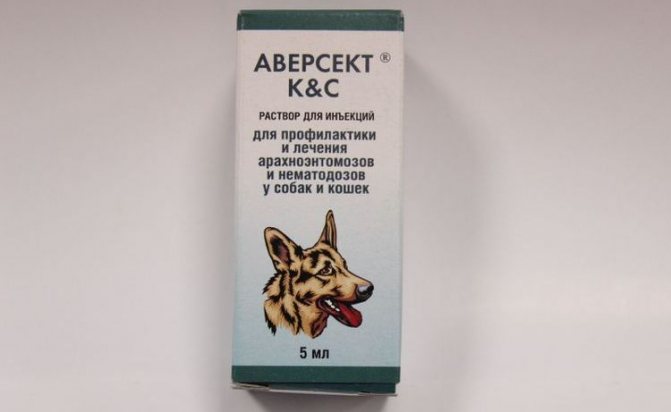 АВЕРСЕКТ ®
К&С
РАСТВОР ДЛЯ ИНЪЕКЦИЙ
для профилактики
и лечения
арахноэнтомозов
и нематодозов
у собак и кошек
5 мл